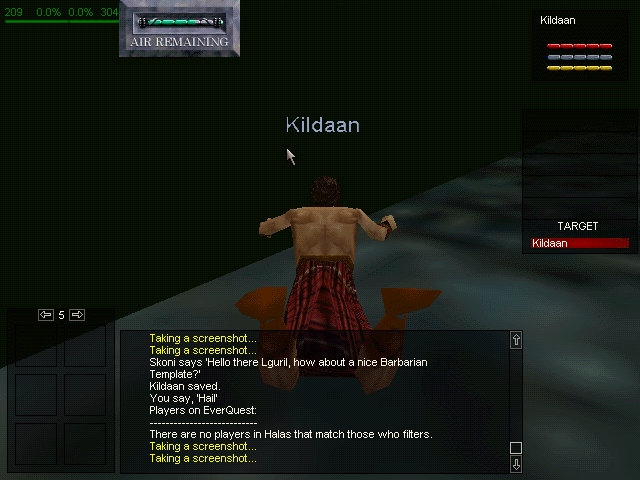 209 0.0% 0.0% 304
AIR REMAINING
Kildaan
Kildaan
TARGET
Kildaan
5
Taking a screenshot...
Taking a screenshot...
Skoni says 'Hello there Lguril, how about a nice Barbarian
Template?'
Kildaan saved.
You say, 'Hail'
Players on EverQuest:
---------------------------
There are no players in Halas that match those who filters.
Taking a screenshot...
Taking a screenshot...